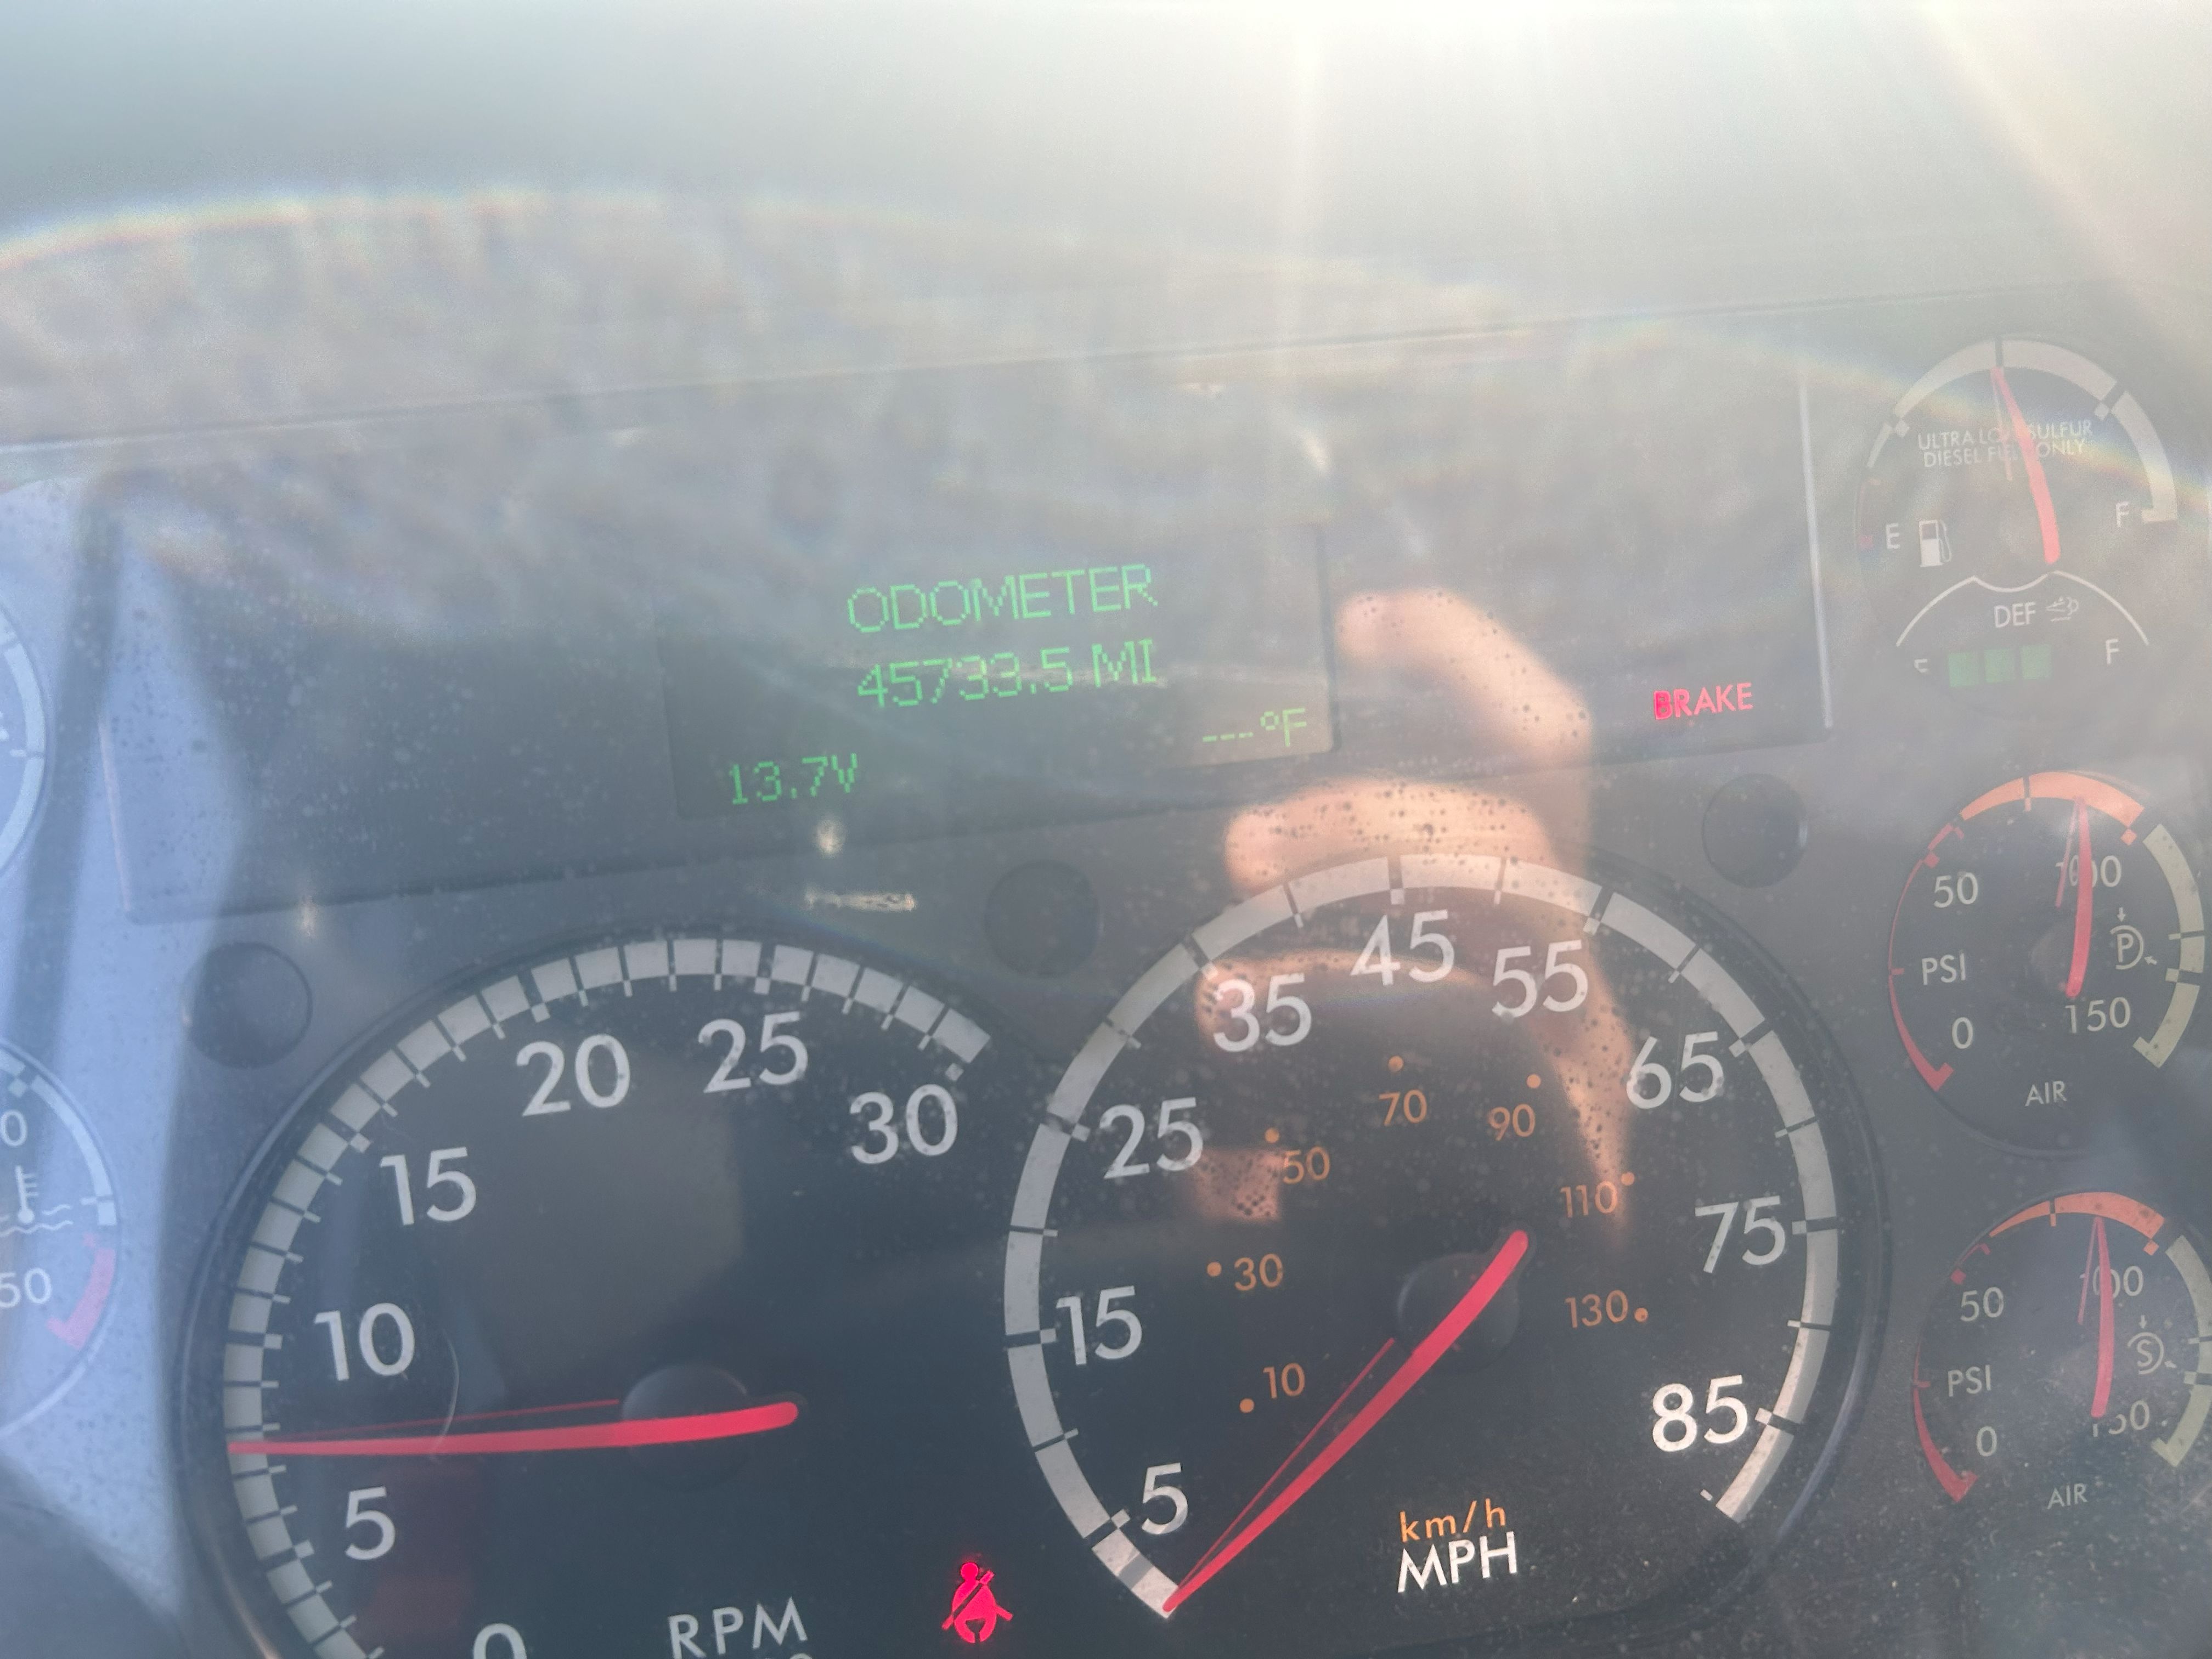 ODOMETER
45733.5 MI
---°F
13.7V
BRAKE
ULTRA LOW SULFUR
DIESEL FUEL ONLY
E
F
DEF
F
50
100
PSI
P
0
150
AIR
50
100
PSI
S
0
150
AIR
0
5
10
15
20
25
30
RPM
5
15
25
35
45
55
65
75
85
10
30
50
70
90
110
130
km/h
MPH